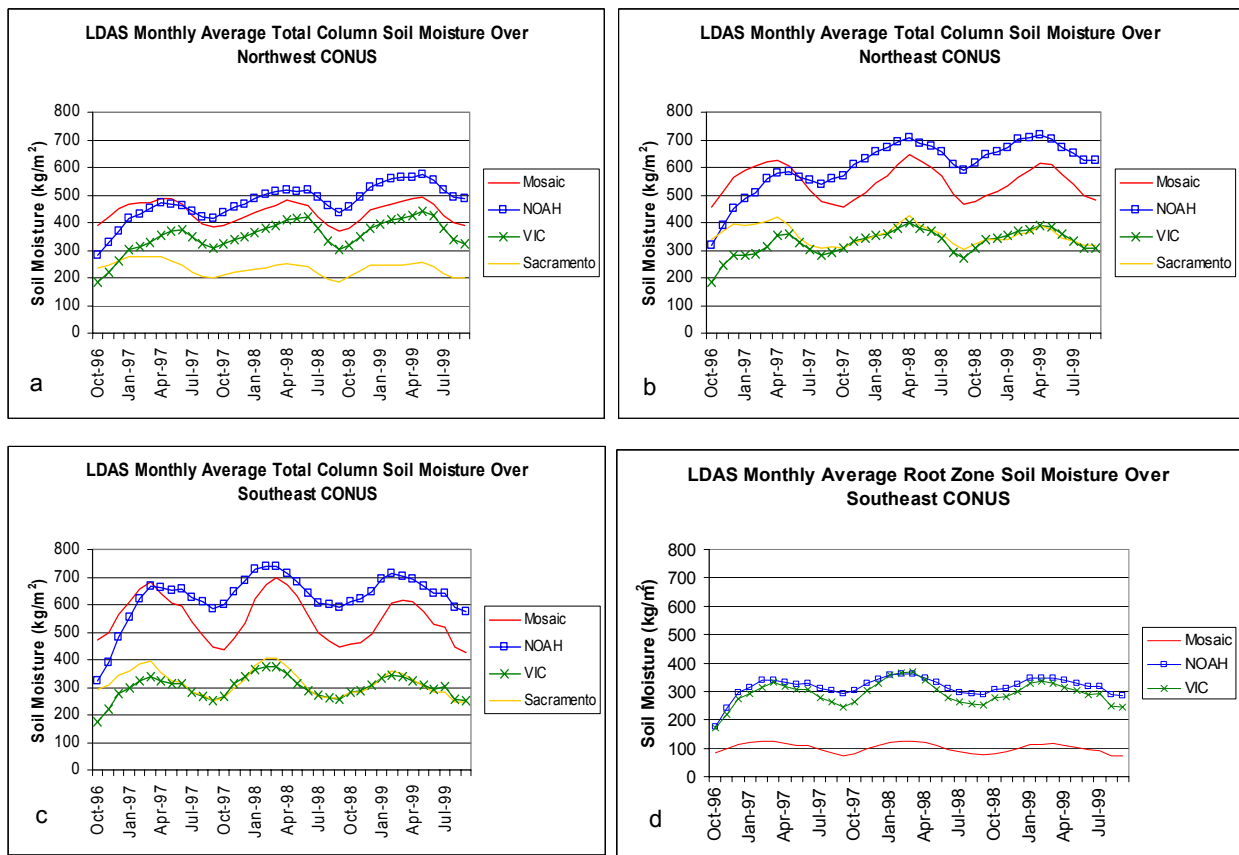 LDAS Monthly Average Total Column Soil Moisture Over
Northwest CONUS
Soil Moisture (kg/m²)
800
700
600
500
400
300
200
100
0
Oct-96
Jan-97
Apr-97
Jul-97
Oct-97
Jan-98
Apr-98
Jul-98
Oct-98
Jan-99
Apr-99
Jul-99
Mosaic
NOAH
VIC
Sacramento
a
LDAS Monthly Average Total Column Soil Moisture Over
Northeast CONUS
Soil Moisture (kg/m²)
800
700
600
500
400
300
200
100
0
Oct-96
Jan-97
Apr-97
Jul-97
Oct-97
Jan-98
Apr-98
Jul-98
Oct-98
Jan-99
Apr-99
Jul-99
Mosaic
NOAH
VIC
Sacramento
b
LDAS Monthly Average Total Column Soil Moisture Over
Southeast CONUS
Soil Moisture (kg/m²)
800
700
600
500
400
300
200
100
0
Oct-96
Jan-97
Apr-97
Jul-97
Oct-97
Jan-98
Apr-98
Jul-98
Oct-98
Jan-99
Apr-99
Jul-99
Mosaic
NOAH
VIC
Sacramento
c
LDAS Monthly Average Root Zone Soil Moisture Over
Southeast CONUS
Soil Moisture (kg/m²)
800
700
600
500
400
300
200
100
0
Oct-96
Jan-97
Apr-97
Jul-97
Oct-97
Jan-98
Apr-98
Jul-98
Oct-98
Jan-99
Apr-99
Jul-99
Mosaic
NOAH
VIC
d